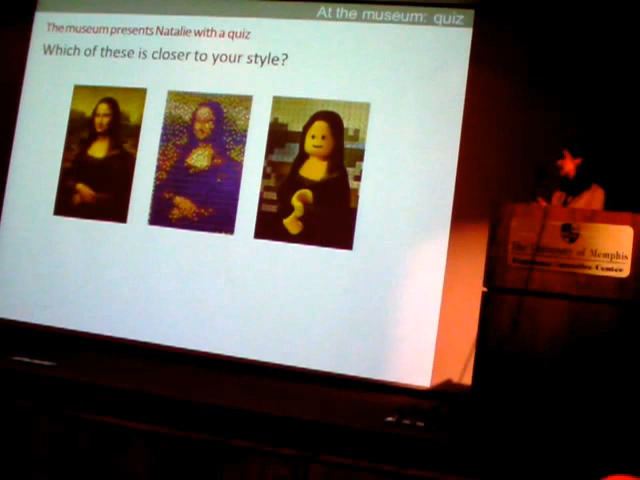 At the museum: quiz
The museum presents Natalie with a quiz
Which of these is closer to your style?
The University of Memphis
Center